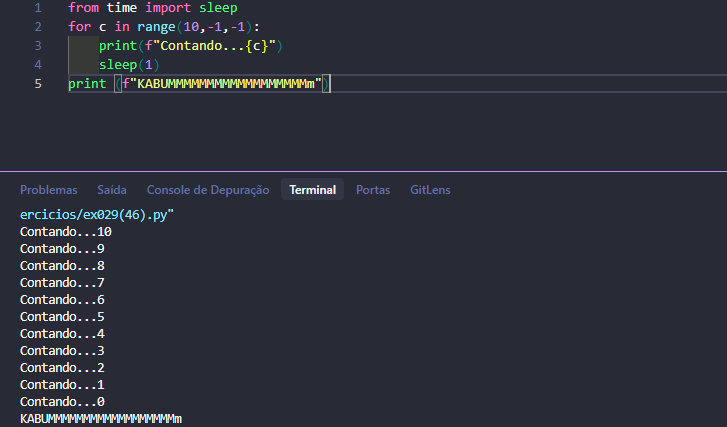 1 from time import sleep
2 for c in range(10,-1,-1):
3     print(f"Contando...{c}")
4     sleep(1)
5 print (f"KABUMMMMMMMMMMMMMMMMMMm")
Problemas Saída Console de Depuração Terminal Portas GitLens
ercicios/ex029(46).py"
Contando...10
Contando...9
Contando...8
Contando...7
Contando...6
Contando...5
Contando...4
Contando...3
Contando...2
Contando...1
Contando...0
KABUMMMMMMMMMMMMMMMMMMm